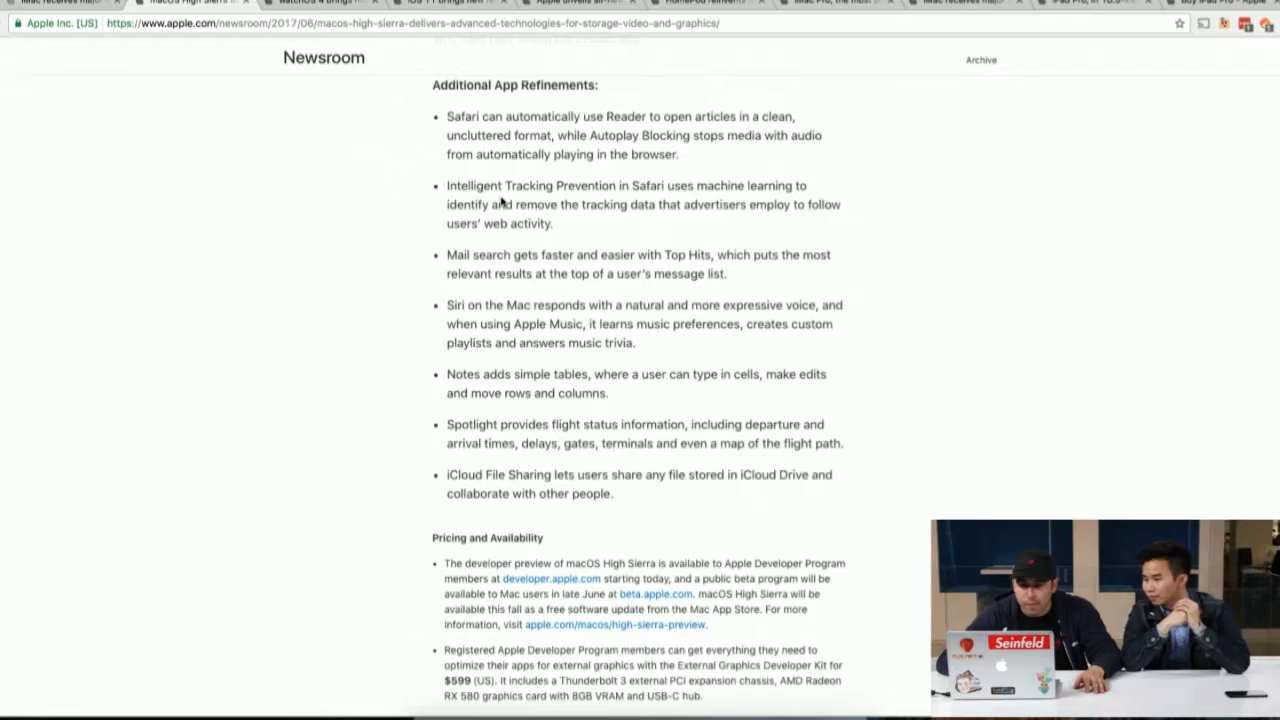 macOS High Sierra
Apple Inc. [US]
https://www.apple.com/newsroom/2017/06/macos-high-sierra-delivers-advanced-technologies-for-storage-video-and-graphics/
Newsroom
Archive
Additional App Refinements:
• Safari can automatically use Reader to open articles in a clean,
uncluttered format, while Autoplay Blocking stops media with audio
from automatically playing in the browser.
• Intelligent Tracking Prevention in Safari uses machine learning to
identify and remove the tracking data that advertisers employ to follow
users’ web activity.
• Mail search gets faster and easier with Top Hits, which puts the most
relevant results at the top of a user’s message list.
• Siri on the Mac responds with a natural and more expressive voice, and
when using Apple Music, it learns music preferences, creates custom
playlists and answers music trivia.
• Notes adds simple tables, where a user can type in cells, make edits
and move rows and columns.
• Spotlight provides flight status information, including departure and
arrival times, delays, gates, terminals and even a map of the flight path.
• iCloud File Sharing lets users share any file stored in iCloud Drive and
collaborate with other people.
Pricing and Availability
• The developer preview of macOS High Sierra is available to Apple Developer Program
members at developer.apple.com starting today, and a public beta program will be
available to Mac users in late June at beta.apple.com. macOS High Sierra will be
available this fall as a free software update from the Mac App Store. For more
information, visit apple.com/macos/high-sierra-preview.
• Registered Apple Developer Program members can get everything they need to
optimize their apps for external graphics with the External Graphics Developer Kit for
$599 (US). It includes a Thunderbolt 3 external PCI expansion chassis, AMD Radeon
RX 580 graphics card with 8GB VRAM and USB-C hub.
Seinfeld